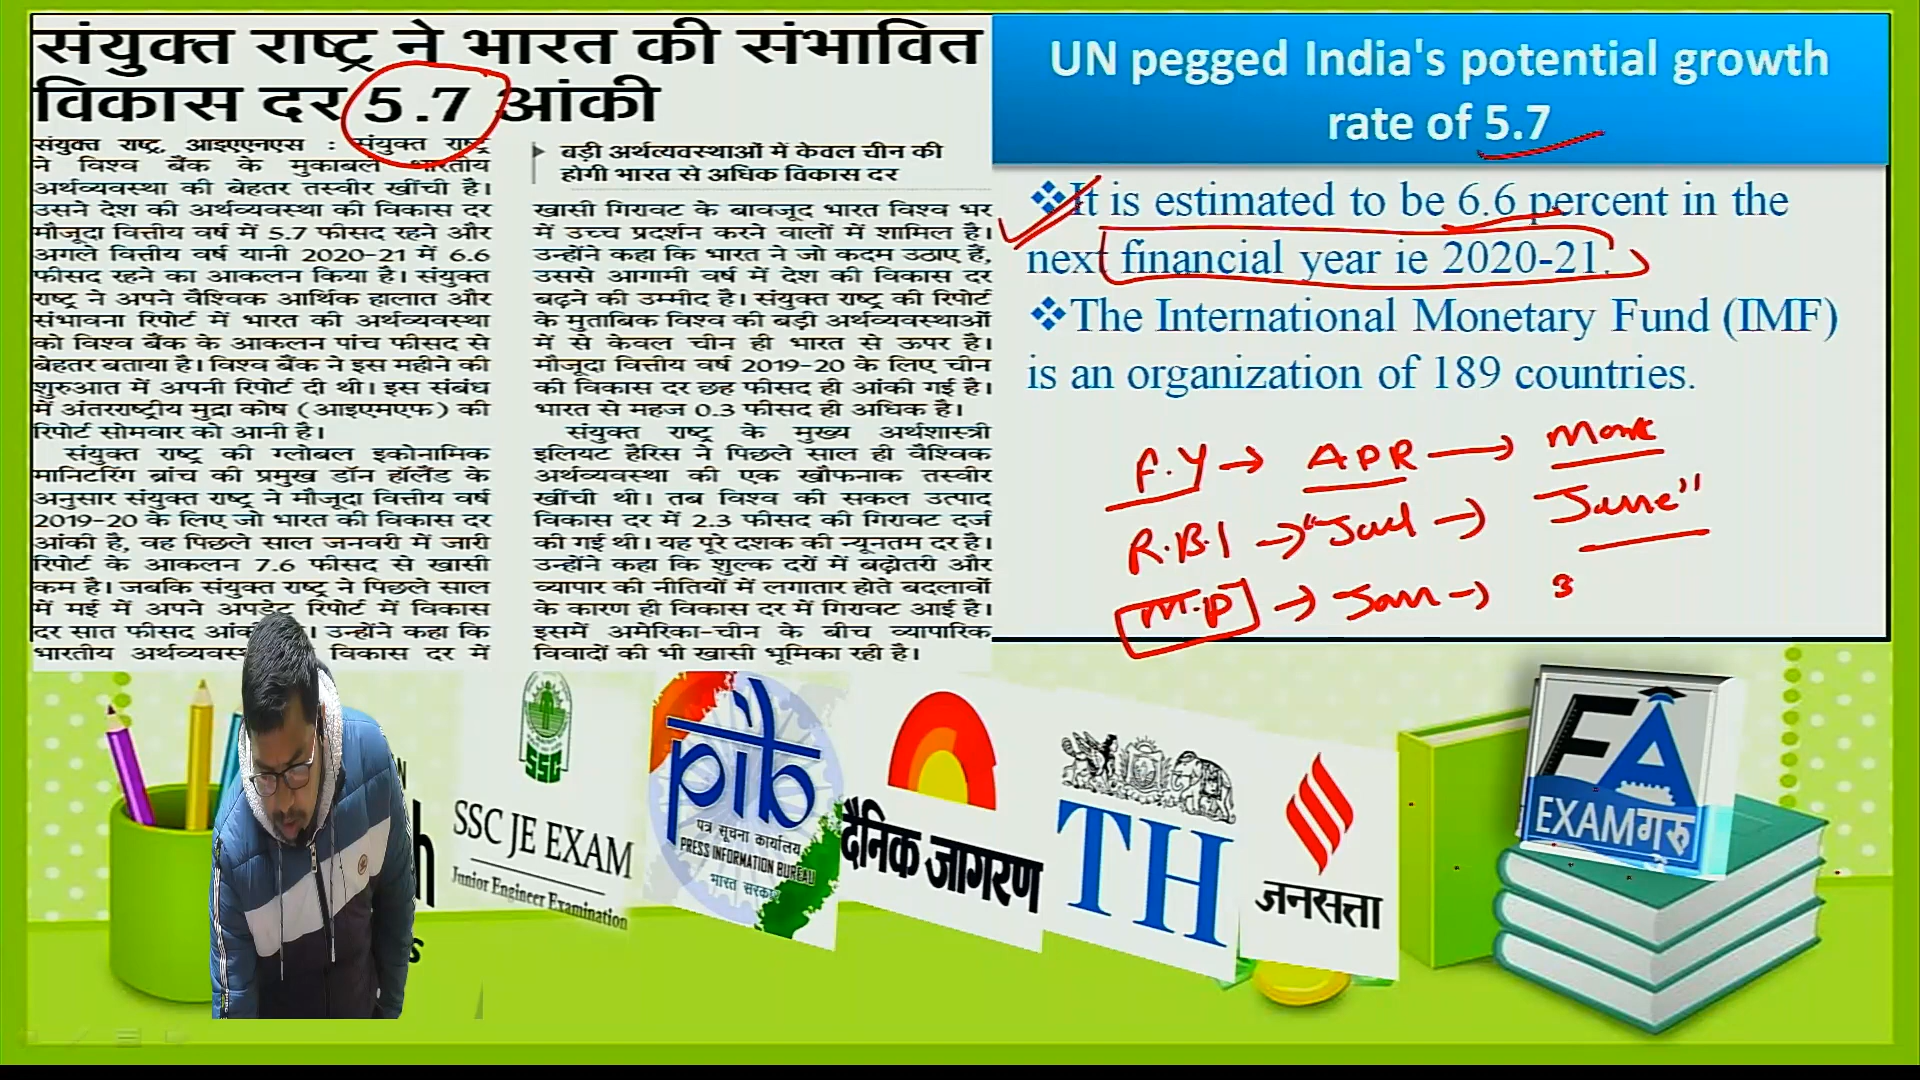 संयुक्त राष्ट्र ने भारत की संभावित
विकास दर 5.7 आंकी
संयुक्त राष्ट्र, आइएएनएस : संयुक्त राष्ट्र
ने विश्व बैंक के मुकाबले भारतीय
अर्थव्यवस्था की बेहतर तस्वीर खींची है।
उसने देश की अर्थव्यवस्था की विकास दर
मौजूदा वित्तीय वर्ष में 5.7 फीसद रहने और
अगले वित्तीय वर्ष यानी 2020-21 में 6.6
फीसद रहने का आकलन किया है। संयुक्त
राष्ट्र ने अपने वैश्विक आर्थिक हालात और
संभावना रिपोर्ट में भारत की अर्थव्यवस्था
को विश्व बैंक के आकलन पांच फीसद से
बेहतर बताया है। विश्व बैंक ने इस महीने की
शुरुआत में अपनी रिपोर्ट दी थी। इस संबंध
में अंतरराष्ट्रीय मुद्रा कोष (आइएमएफ) की
रिपोर्ट सोमवार को आनी है।
संयुक्त राष्ट्र की ग्लोबल इकोनामिक
मानिटरिंग ब्रांच की प्रमुख डॉन हॉलैंड के
अनुसार संयुक्त राष्ट्र ने मौजूदा वित्तीय वर्ष
2019-20 के लिए जो भारत की विकास दर
आंकी है, वह पिछले साल जनवरी में जारी
रिपोर्ट के आकलन 7.6 फीसद से खासी
कम है। जबकि संयुक्त राष्ट्र ने पिछले साल
में मई में अपने अपडेट रिपोर्ट में विकास
दर सात फीसद आंकी । उन्होंने कहा कि
भारतीय विकास दर में
बड़ी अर्थव्यवस्थाओं में केवल चीन की
होगी भारत से अधिक विकास दर
खासी गिरावट के बावजूद भारत विश्व भर
में उच्च प्रदर्शन करने वालों में शामिल है।
उन्होंने कहा कि भारत ने जो कदम उठाए हैं,
उससे आगामी वर्ष में देश की विकास दर
बढ़ने की उम्मीद है। संयुक्त राष्ट्र की रिपोर्ट
के मुताबिक विश्व की बड़ी अर्थव्यवस्थाओं
में से केवल चीन ही भारत से ऊपर है।
मौजूदा वित्तीय वर्ष 2019-20 के लिए चीन
की विकास दर छह फीसद ही आंकी गई है।
भारत से महज 0.3 फीसद ही अधिक है।
संयुक्त राष्ट्र के मुख्य अर्थशास्त्री
इलियट हैरिस ने पिछले साल ही वैश्विक
अर्थव्यवस्था की एक खौफनाक तस्वीर
खींची थी। तब विश्व की सकल उत्पाद
विकास दर में 2.3 फीसद की गिरावट दर्ज
की गई थी। यह पूरे दशक की न्यूनतम दर है।
उन्होंने कहा कि शुल्क दरों में बढ़ोतरी और
व्यापार की नीतियों में लगातार होते बदलावों
के कारण ही विकास दर में गिरावट आई है।
इसमें अमेरिका-चीन के बीच व्यापारिक
विवादों की भी खासी भूमिका रही है।
UN pegged India's potential growth
rate of 5.7
❖It is estimated to be 6.6 percent in the
next financial year ie 2020-21.
❖The International Monetary Fund (IMF)
is an organization of 189 countries.
F.Y → APR →
R.B.I → →
M.P → Jan → 3
SSC
SSC JE EXAM
Junior Engineer Examination
pib
पत्र सूचना कार्यालय
PRESS INFORMATION BUREAU
भारत सरकार
दैनिक जागरण
TH
जनसत्ता
FA
EXAMगुरु